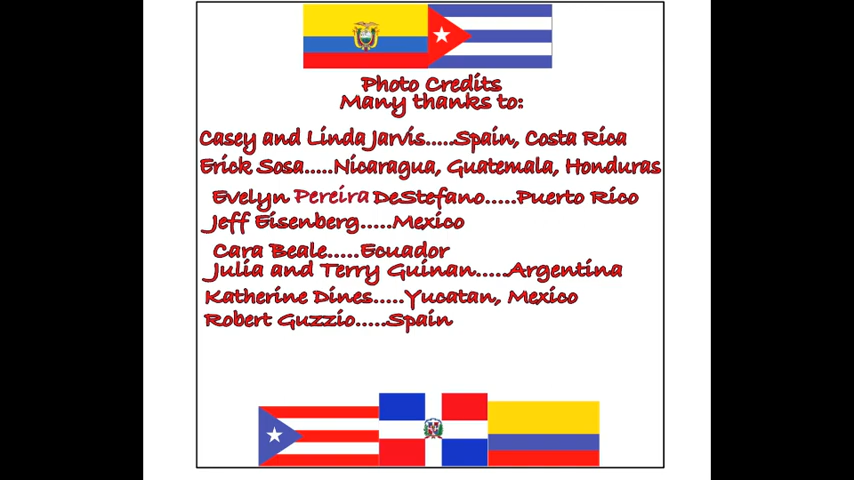 Photo Credits
Many thanks to:
Casey and Linda Jarvis.....Spain, Costa Rica
Erick Sosa.....Nicaragua, Guatemala, Honduras
Evelyn Pereira DeStefano.....Puerto Rico
Jeff Eisenberg.....Mexico
Cara Beale.....Ecuador
Julia and Terry Guinan.....Argentina
Katherine Dines.....Yucatan, Mexico
Robert Guzzio.....Spain